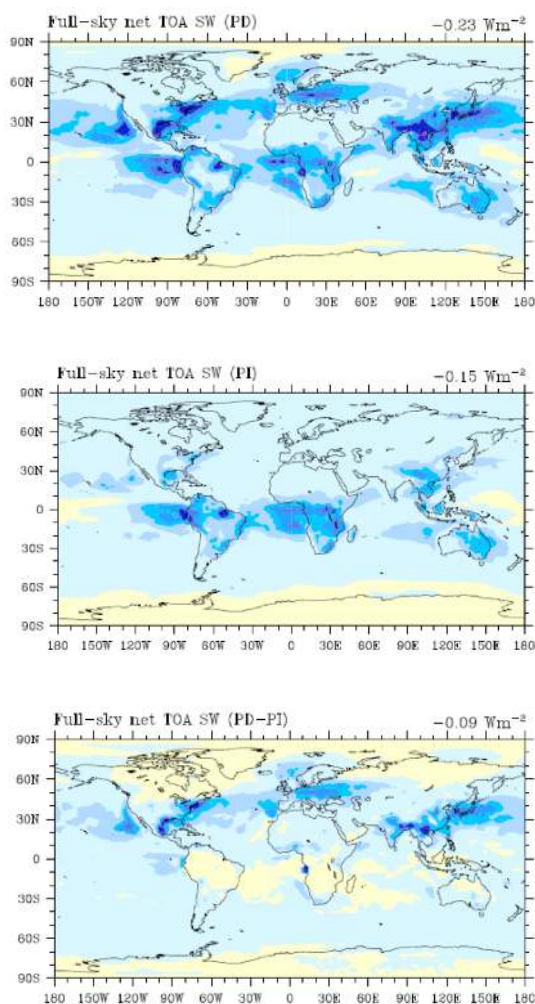 Full-sky net TOA SW (PD) −0.23 Wm−2
90N
60N
30N
0
30S
60S
90S
180 150W 120W 90W 60W 30W 0 30E 60E 90E 120E 150E 180
Full-sky net TOA SW (PI) −0.15 Wm−2
90N
60N
30N
0
30S
60S
90S
180 150W 120W 90W 60W 30W 0 30E 60E 90E 120E 150E 180
Full-sky net TOA SW (PD-PI) −0.09 Wm−2
90N
60N
30N
0
30S
60S
90S
180 150W 120W 90W 60W 30W 0 30E 60E 90E 120E 150E 180